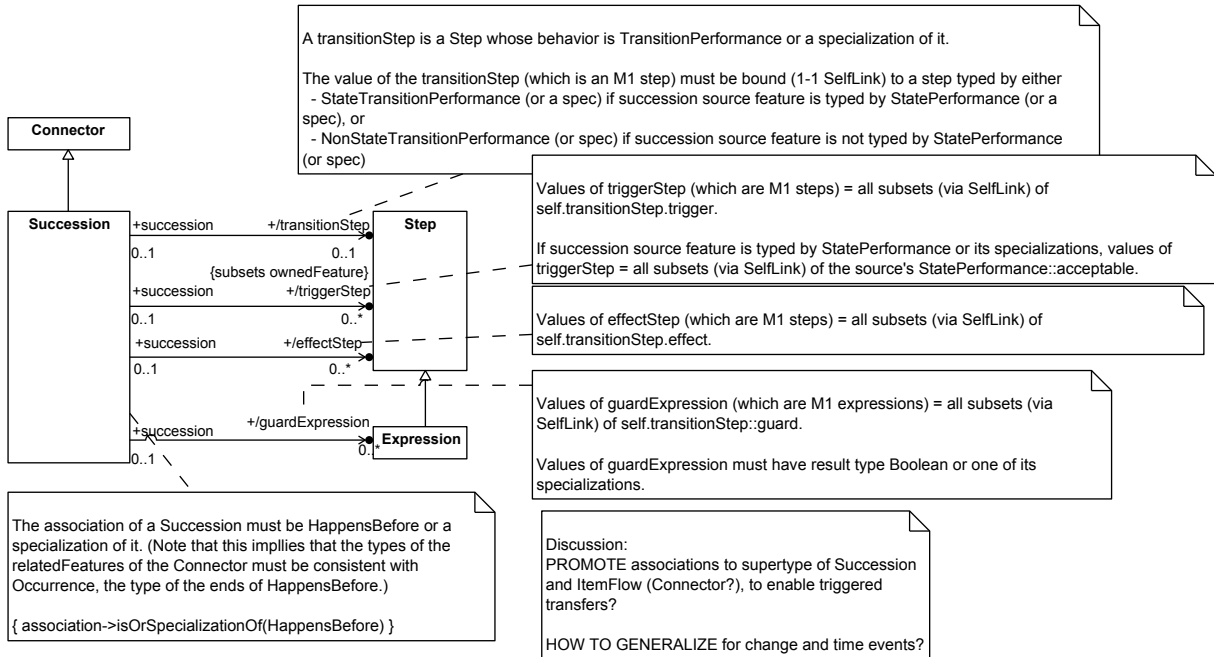 A transitionStep is a Step whose behavior is TransitionPerformance or a specialization of it.
The value of the transitionStep (which is an M1 step) must be bound (1-1 SelfLink) to a step typed by either
- StateTransitionPerformance (or a spec) if succession source feature is typed by StatePerformance (or a
spec), or
- NonStateTransitionPerformance (or spec) if succession source feature is not typed by StatePerformance
(or spec)
Connector
Values of triggerStep (which are M1 steps) = all subsets (via SelfLink) of
self.transitionStep.trigger.
If succession source feature is typed by StatePerformance or its specializations, values of
triggerStep = all subsets (via SelfLink) of the source's StatePerformance::acceptable.
Succession
+succession
+/transitionStep
Step
0..1
0..1
{subsets ownedFeature}
+succession
+/triggerStep
0..1
0..*
+succession
+/effectStep
0..1
0..*
Values of effectStep (which are M1 steps) = all subsets (via SelfLink) of
self.transitionStep.effect.
+succession
+/guardExpression
0..1
0..*
Expression
Values of guardExpression (which are M1 expressions) = all subsets (via
SelfLink) of self.transitionStep::guard.
Values of guardExpression must have result type Boolean or one of its
specializations.
The association of a Succession must be HappensBefore or a
specialization of it. (Note that this impllies that the types of the
relatedFeatures of the Connector must be consistent with
Occurrence, the type of the ends of HappensBefore.)
{ association->isOrSpecializationOf(HappensBefore) }
Discussion:
PROMOTE associations to supertype of Succession
and ItemFlow (Connector?), to enable triggered
transfers?
HOW TO GENERALIZE for change and time events?